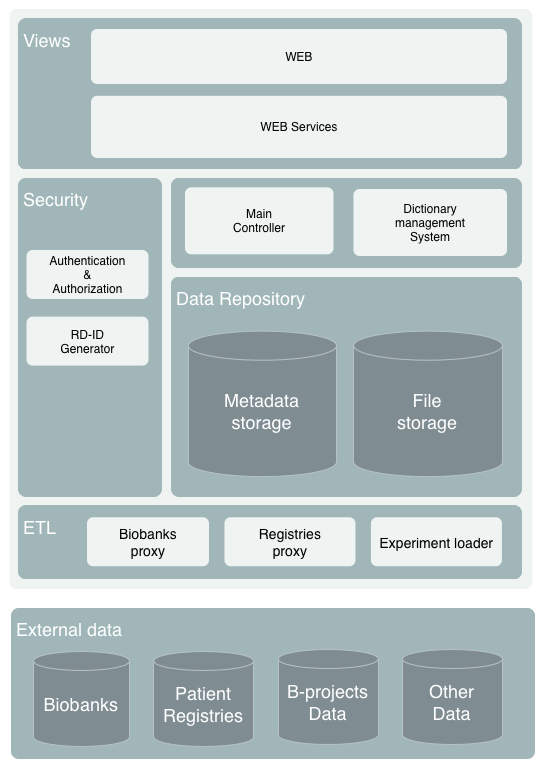 Views
WEB
WEB Services
Security
Authentication
&
Authorization
RD-ID
Generator
Main
Controller
Dictionary
management
System
Data Repository
Metadata
storage
File
storage
ETL
Biobanks
proxy
Registries
proxy
Experiment loader
External data
Biobanks
Patient
Registries
B-projects
Data
Other
Data